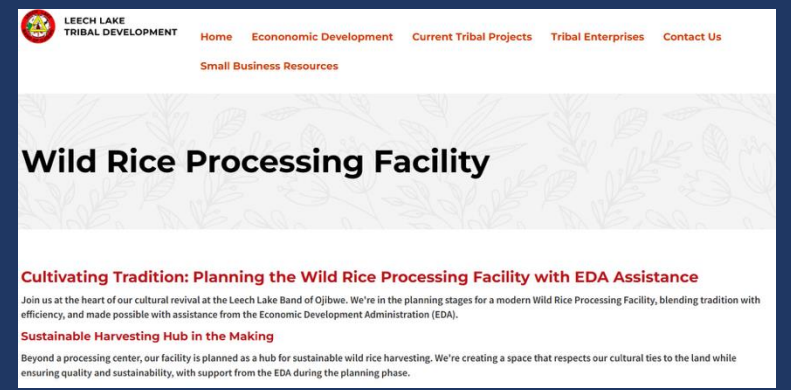 LEECH LAKE
TRIBAL DEVELOPMENT
Home Econonomic Development Current Tribal Projects Tribal Enterprises Contact Us
Small Business Resources
Wild Rice Processing Facility
Cultivating Tradition: Planning the Wild Rice Processing Facility with EDA Assistance
Join us at the heart of our cultural revival at the Leech Lake Band of Ojibwe. We're in the planning stages for a modern Wild Rice Processing Facility, blending tradition with
efficiency, and made possible with assistance from the Economic Development Administration (EDA).
Sustainable Harvesting Hub in the Making
Beyond a processing center, our facility is planned as a hub for sustainable wild rice harvesting. We're creating a space that respects our cultural ties to the land while
ensuring quality and sustainability, with support from the EDA during the planning phase.